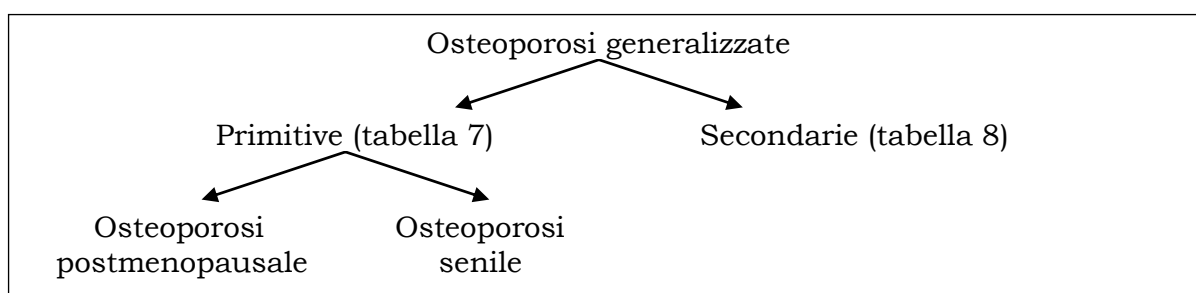 Osteoporosi generalizzate
Primitive (tabella 7)
Secondarie (tabella 8)
Osteoporosi
postmenopausale
Osteoporosi
senile